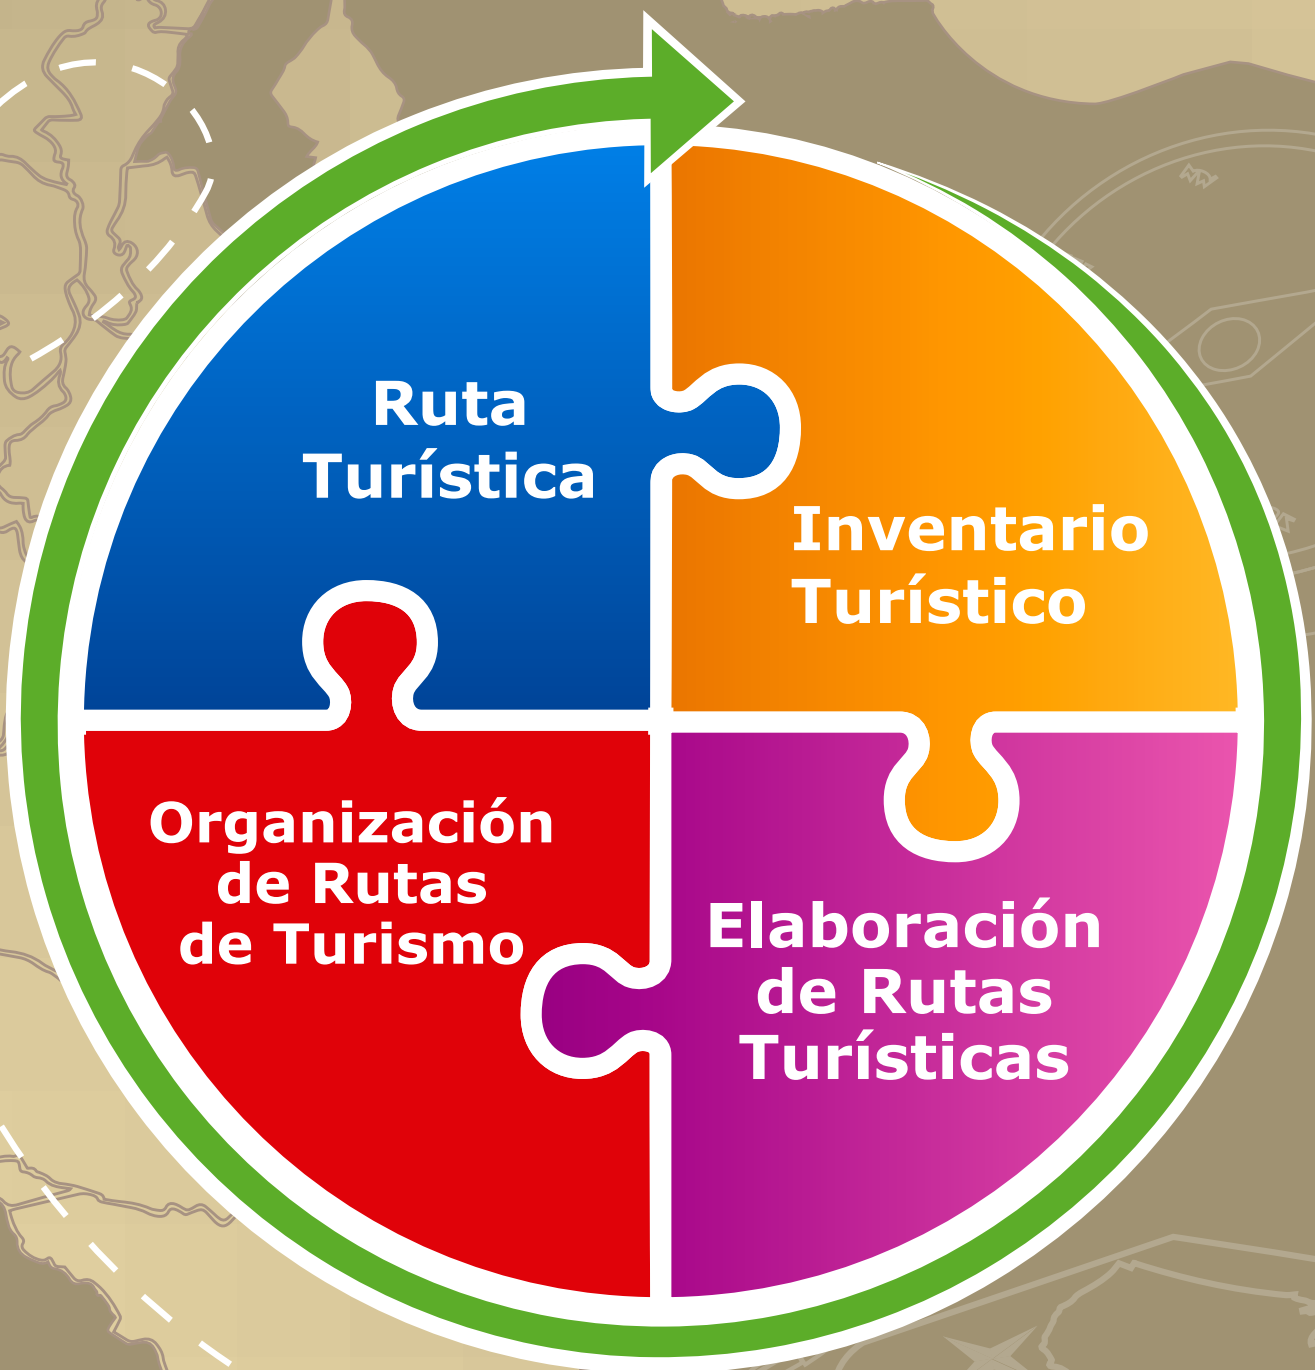 Ruta
Turística
Inventario
Turístico
Organización
de Rutas
de Turismo
Elaboración
de Rutas
Turísticas